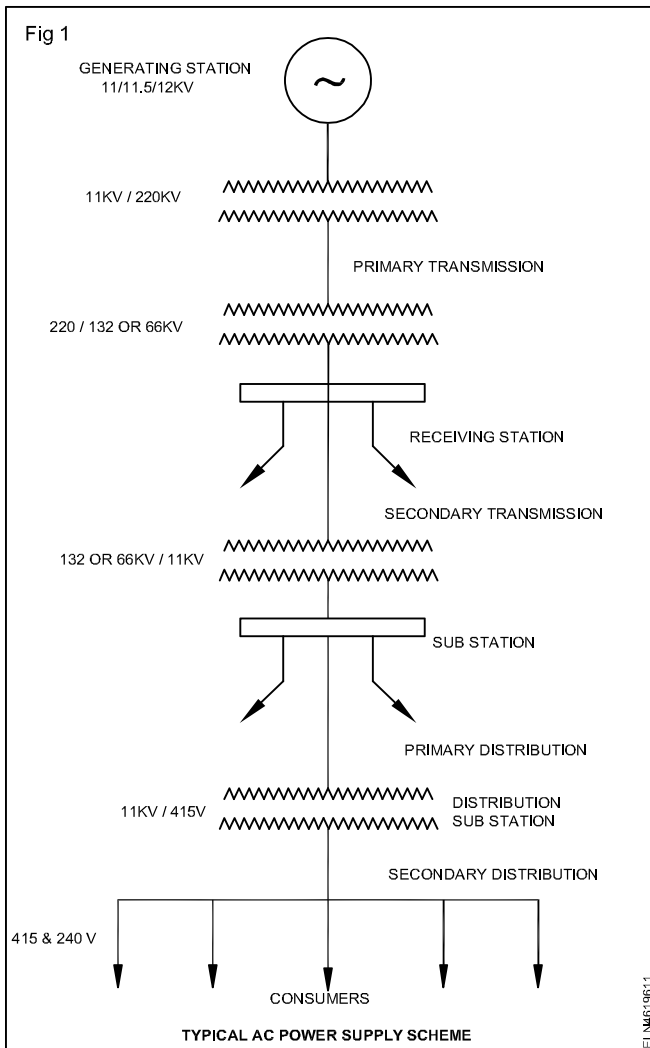 Fig 1
GENERATING STATION
11/11.5/12KV
~
11KV / 220KV
PRIMARY TRANSMISSION
220 / 132 OR 66KV
RECEIVING STATION
SECONDARY TRANSMISSION
132 OR 66KV / 11KV
SUB STATION
PRIMARY DISTRIBUTION
11KV / 415V
DISTRIBUTION
SUB STATION
SECONDARY DISTRIBUTION
415 & 240 V
CONSUMERS
TYPICAL AC POWER SUPPLY SCHEME